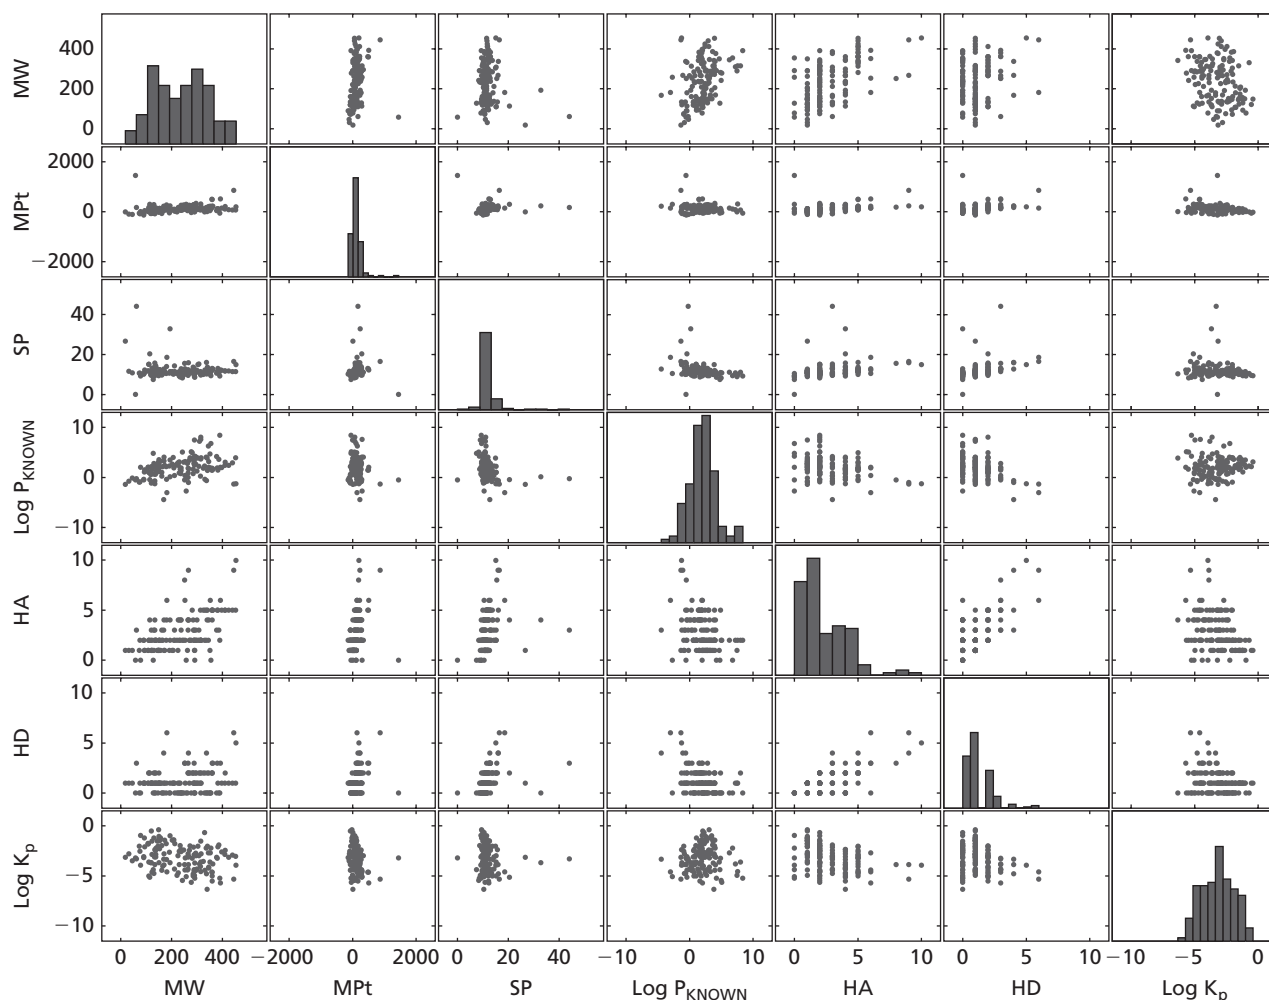 MW
400
200
0
MPt
2000
0
−2000
SP
40
20
0
Log P_KNOWN
10
0
−10
HA
10
5
0
HD
10
5
0
Log K_p
0
−5
−10
0 200 400 −2000 0 2000 0 20 40 −10 0 10 0 5 10 0 5 10 −10 −5 0
MW MPt SP Log P_KNOWN HA HD Log K_p